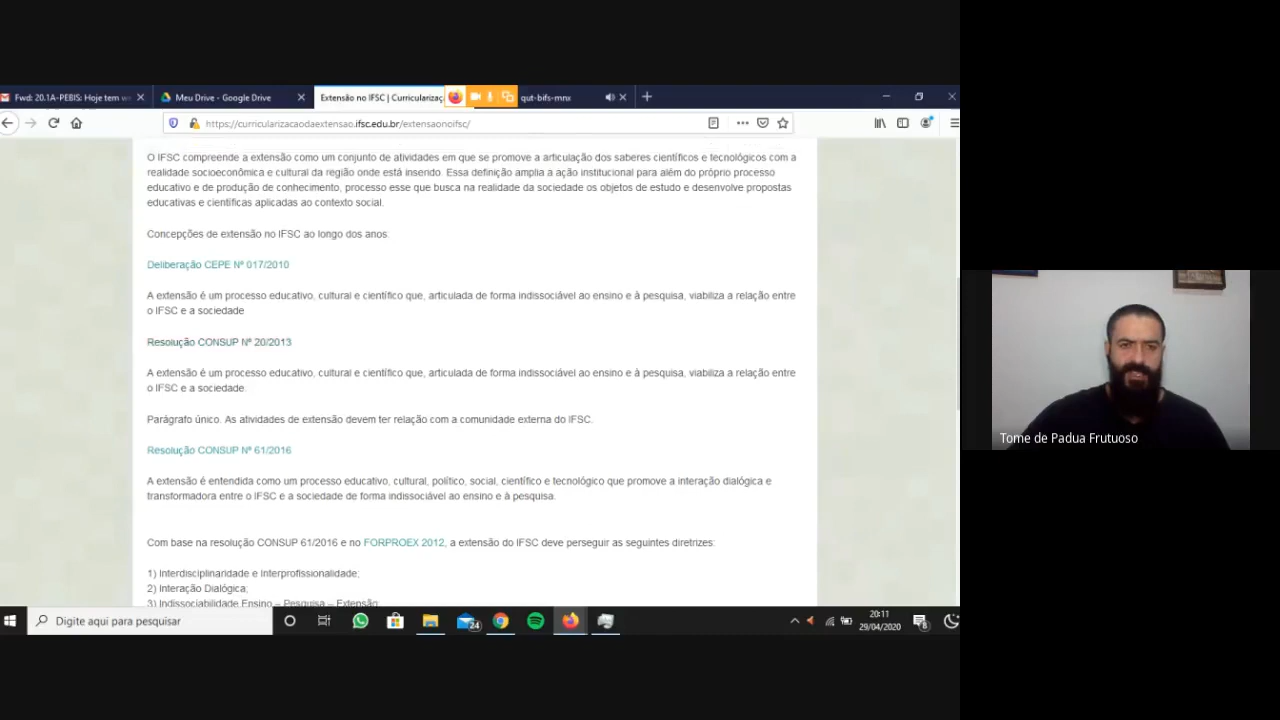 Fwd: 20.1A-PEBIS: Hoje tem w
Meu Drive - Google Drive
Extensão no IFSC | Curricularizaç
qut-bifs-mnx
https://curricularizacaodaextensao.ifsc.edu.br/extensaonoifsc/
O IFSC compreende a extensão como um conjunto de atividades em que se promove a articulação dos saberes científicos e tecnológicos com a
realidade socioeconômica e cultural da região onde está inserido. Essa definição amplia a ação institucional para além do próprio processo
educativo e de produção de conhecimento, processo esse que busca na realidade da sociedade os objetos de estudo e desenvolve propostas
educativas e científicas aplicadas ao contexto social.
Concepções de extensão no IFSC ao longo dos anos:
Deliberação CEPE Nº 017/2010
A extensão é um processo educativo, cultural e científico que, articulada de forma indissociável ao ensino e à pesquisa, viabiliza a relação entre
o IFSC e a sociedade
Resolução CONSUP Nº 20/2013
A extensão é um processo educativo, cultural e científico que, articulada de forma indissociável ao ensino e à pesquisa, viabiliza a relação entre
o IFSC e a sociedade.
Parágrafo único. As atividades de extensão devem ter relação com a comunidade externa do IFSC.
Resolução CONSUP Nº 61/2016
A extensão é entendida como um processo educativo, cultural, político, social, científico e tecnológico que promove a interação dialógica e
transformadora entre o IFSC e a sociedade de forma indissociável ao ensino e à pesquisa.
Com base na resolução CONSUP 61/2016 e no FORPROEX 2012, a extensão do IFSC deve perseguir as seguintes diretrizes:
1) Interdisciplinaridade e Interprofissionalidade;
2) Interação Dialógica;
3) Indissociabilidade Ensino – Pesquisa – Extensão;
Tome de Padua Frutuoso
Digite aqui para pesquisar
24
20:11
29/04/2020
8